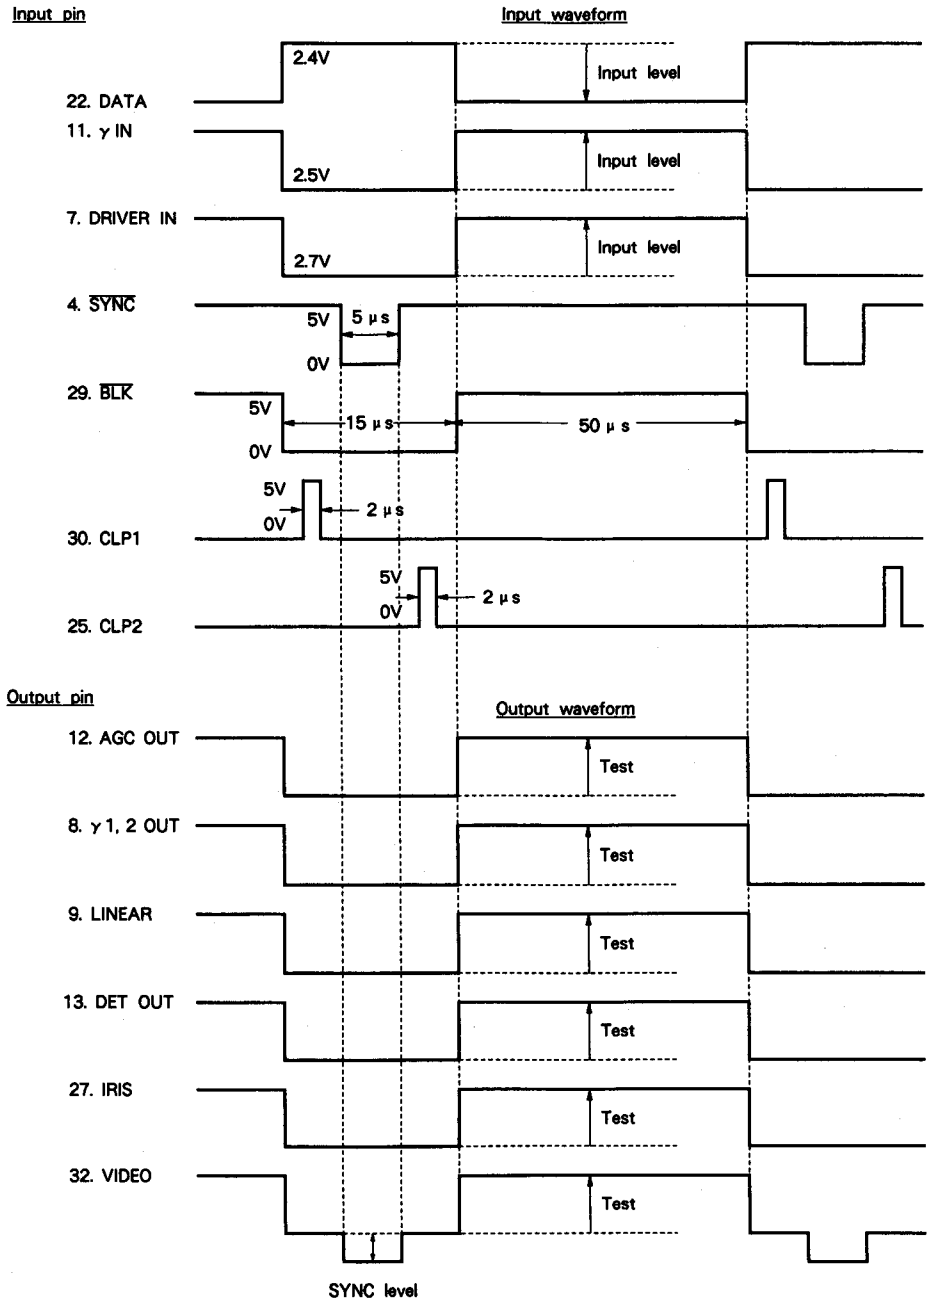 Input pin
Input waveform
2.4V
Input level
22. DATA
11. γ IN
2.5V
Input level
7. DRIVER IN
2.7V
Input level
4. S̅Y̅N̅C̅
5V
5 μs
0V
29. B̅L̅K̅
5V
15 μs
50 μs
0V
5V
0V
2 μs
30. CLP1
5V
0V
2 μs
25. CLP2
Output pin
Output waveform
12. AGC OUT
Test
8. γ 1, 2 OUT
Test
9. LINEAR
Test
13. DET OUT
Test
27. IRIS
Test
32. VIDEO
Test
SYNC level